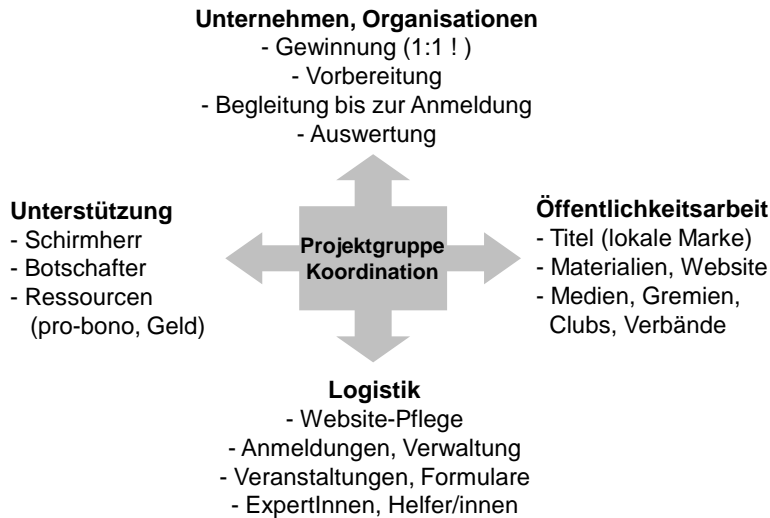 Unternehmen, Organisationen
- Gewinnung (1:1 ! )
- Vorbereitung
- Begleitung bis zur Anmeldung
- Auswertung
Unterstützung
- Schirmherr
- Botschafter
- Ressourcen
(pro-bono, Geld)
Projektgruppe
Koordination
Öffentlichkeitsarbeit
- Titel (lokale Marke)
- Materialien, Website
- Medien, Gremien,
Clubs, Verbände
Logistik
- Website-Pflege
- Anmeldungen, Verwaltung
- Veranstaltungen, Formulare
- ExpertInnen, Helfer/innen